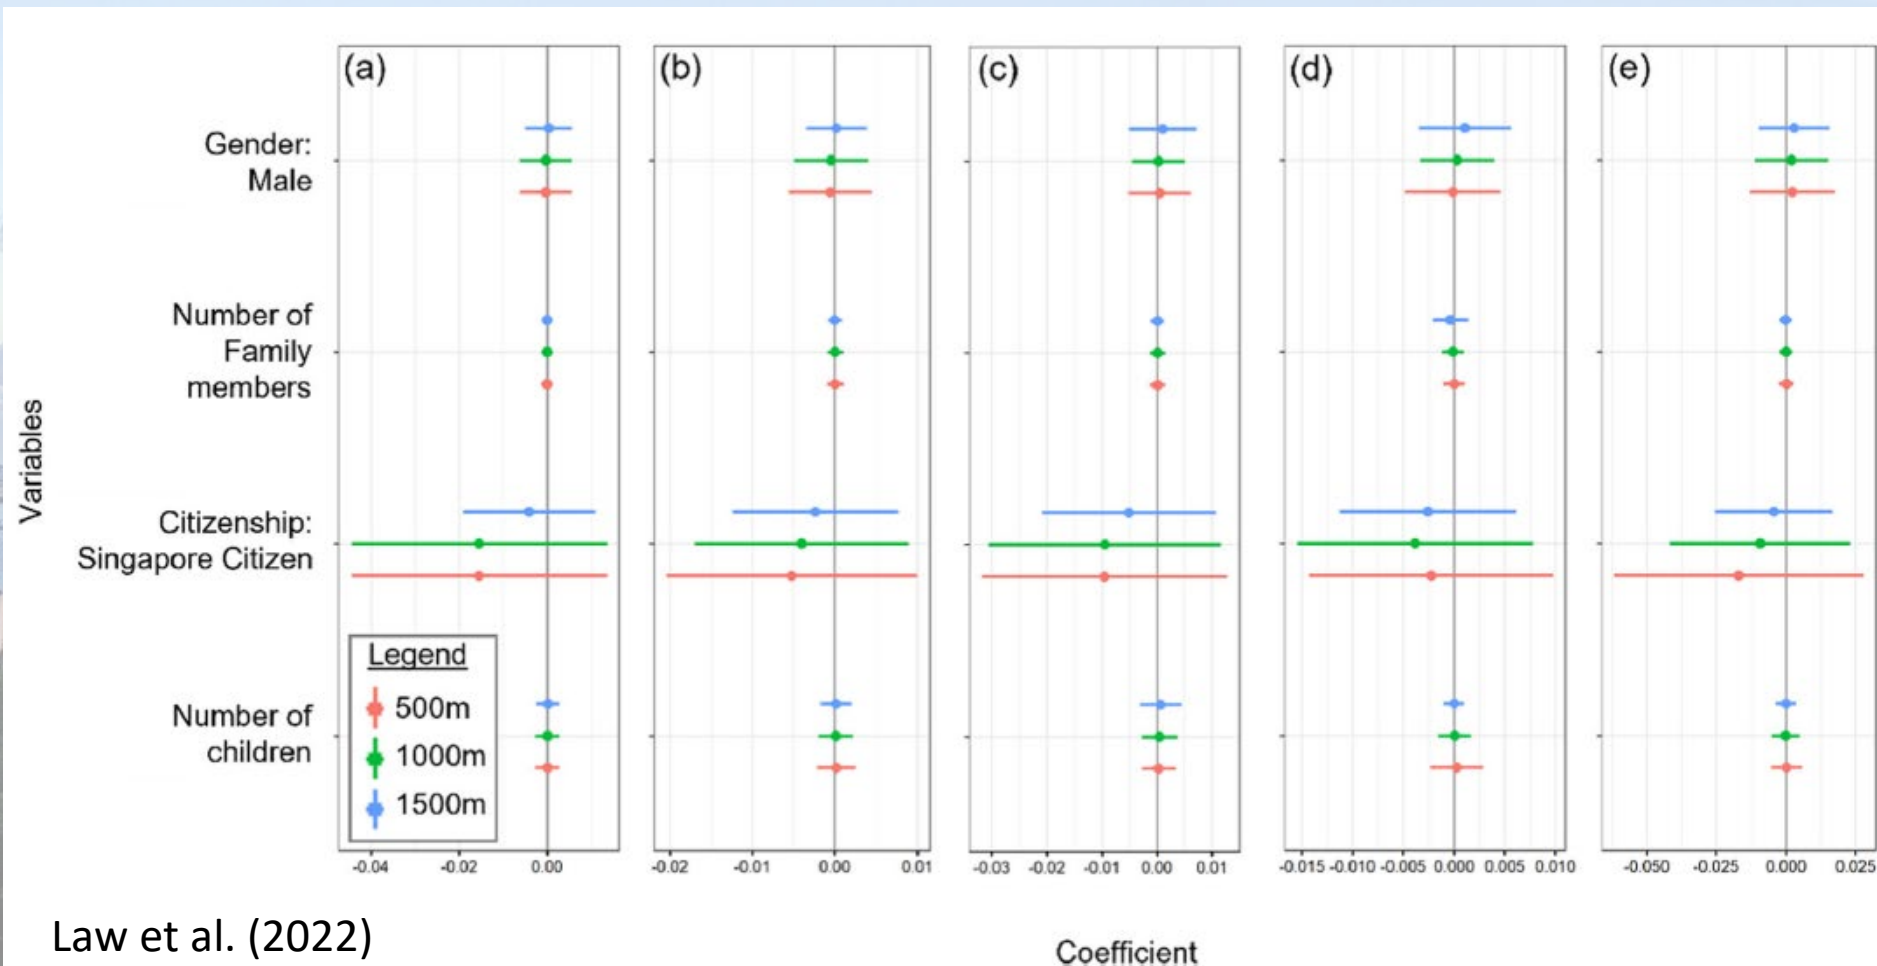 (a)
(b)
(c)
(d)
(e)
Gender:
Male
Number of
Family
members
Variables
Citizenship:
Singapore Citizen
Number of
children
Legend
500m
1000m
1500m
-0.04 -0.02 0.00
-0.02 -0.01 0.00 0.01
-0.03 -0.02 -0.01 0.00 0.01
-0.015 -0.010 -0.005 0.000 0.005 0.010
-0.050 -0.025 0.000 0.025
Coefficient
Law et al. (2022)